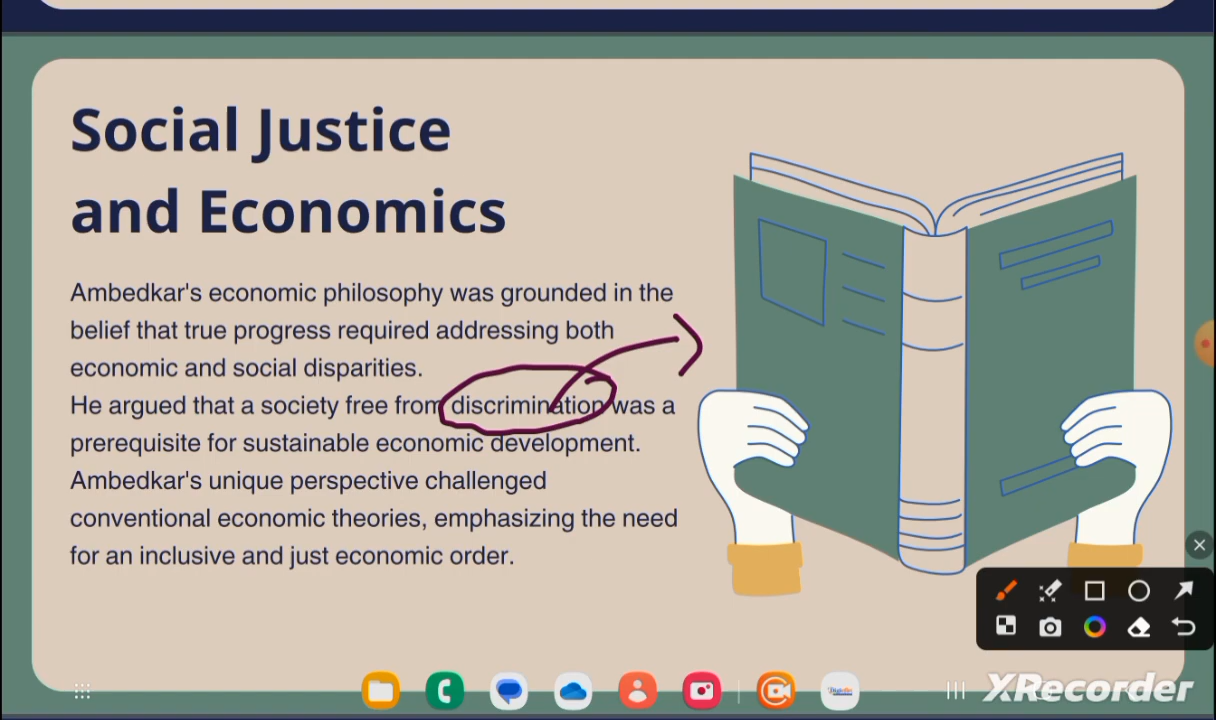 Social Justice
and Economics
Ambedkar's economic philosophy was grounded in the
belief that true progress required addressing both
economic and social disparities.
He argued that a society free from discrimination was a
prerequisite for sustainable economic development.
Ambedkar's unique perspective challenged
conventional economic theories, emphasizing the need
for an inclusive and just economic order.
XRecorder